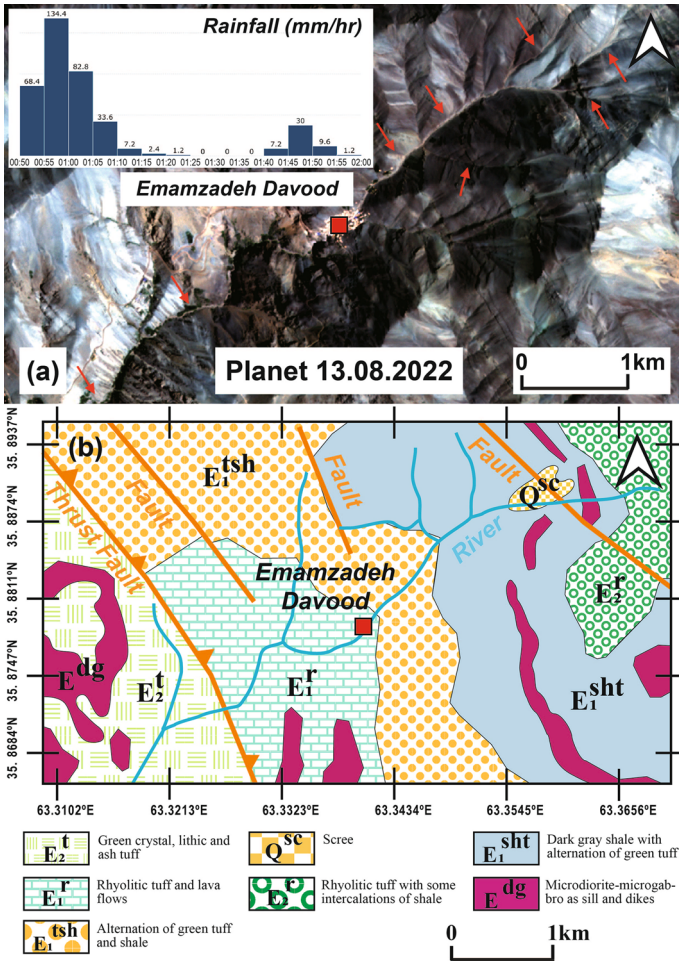 Rainfall (mm/hr)
134.4
82.8
68.4
33.6
30
7.2 2.4 1.2 0 0 0 7.2 9.6 1.2
00:50 00:55 01:00 01:05 01:10 01:15 01:20 01:25 01:30 01:35 01:40 01:45 01:50 01:55 02:00
Emamzadeh Davood
(a)
Planet 13.08.2022
0 1km
(b)
35.8937°N
35.8874°N
35.88111°N
35.8747°N
35.8684°N
E₁tsh
Fault
Fault
Fault
Thrust Fault
Qsc
River
Emamzadeh
Davood
E₂r
Edg
E₂t
E₁r
E₁sht
63.3102°E 63.3213°E 63.3323°E 63.3434°E 63.5545°E 63.3656°E
E₂t
Green crystal, lithic and
ash tuff
Qsc
Scree
E₁sht
Dark gray shale with
alternation of green tuff
E₁r
Rhyolitic tuff and lava
flows
E₂r
Rhyolitic tuff with some
intercalations of shale
Edg
Microdiorite-microgab-
bro as sill and dikes
E₁tsh
Alternation of green tuff
and shale
0 1km